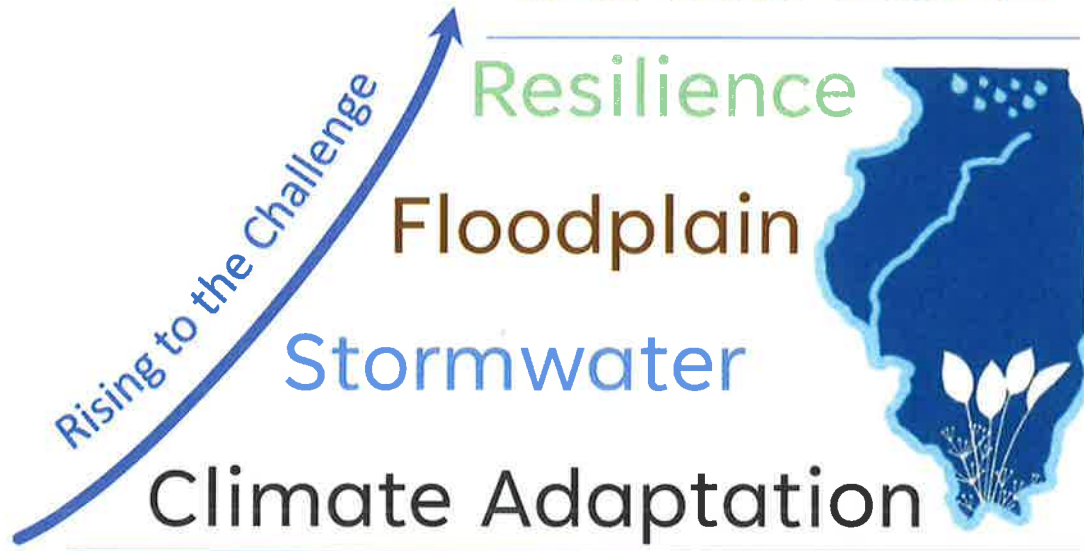 Resilience
Rising to the Challenge
Floodplain
Stormwater
Climate Adaptation